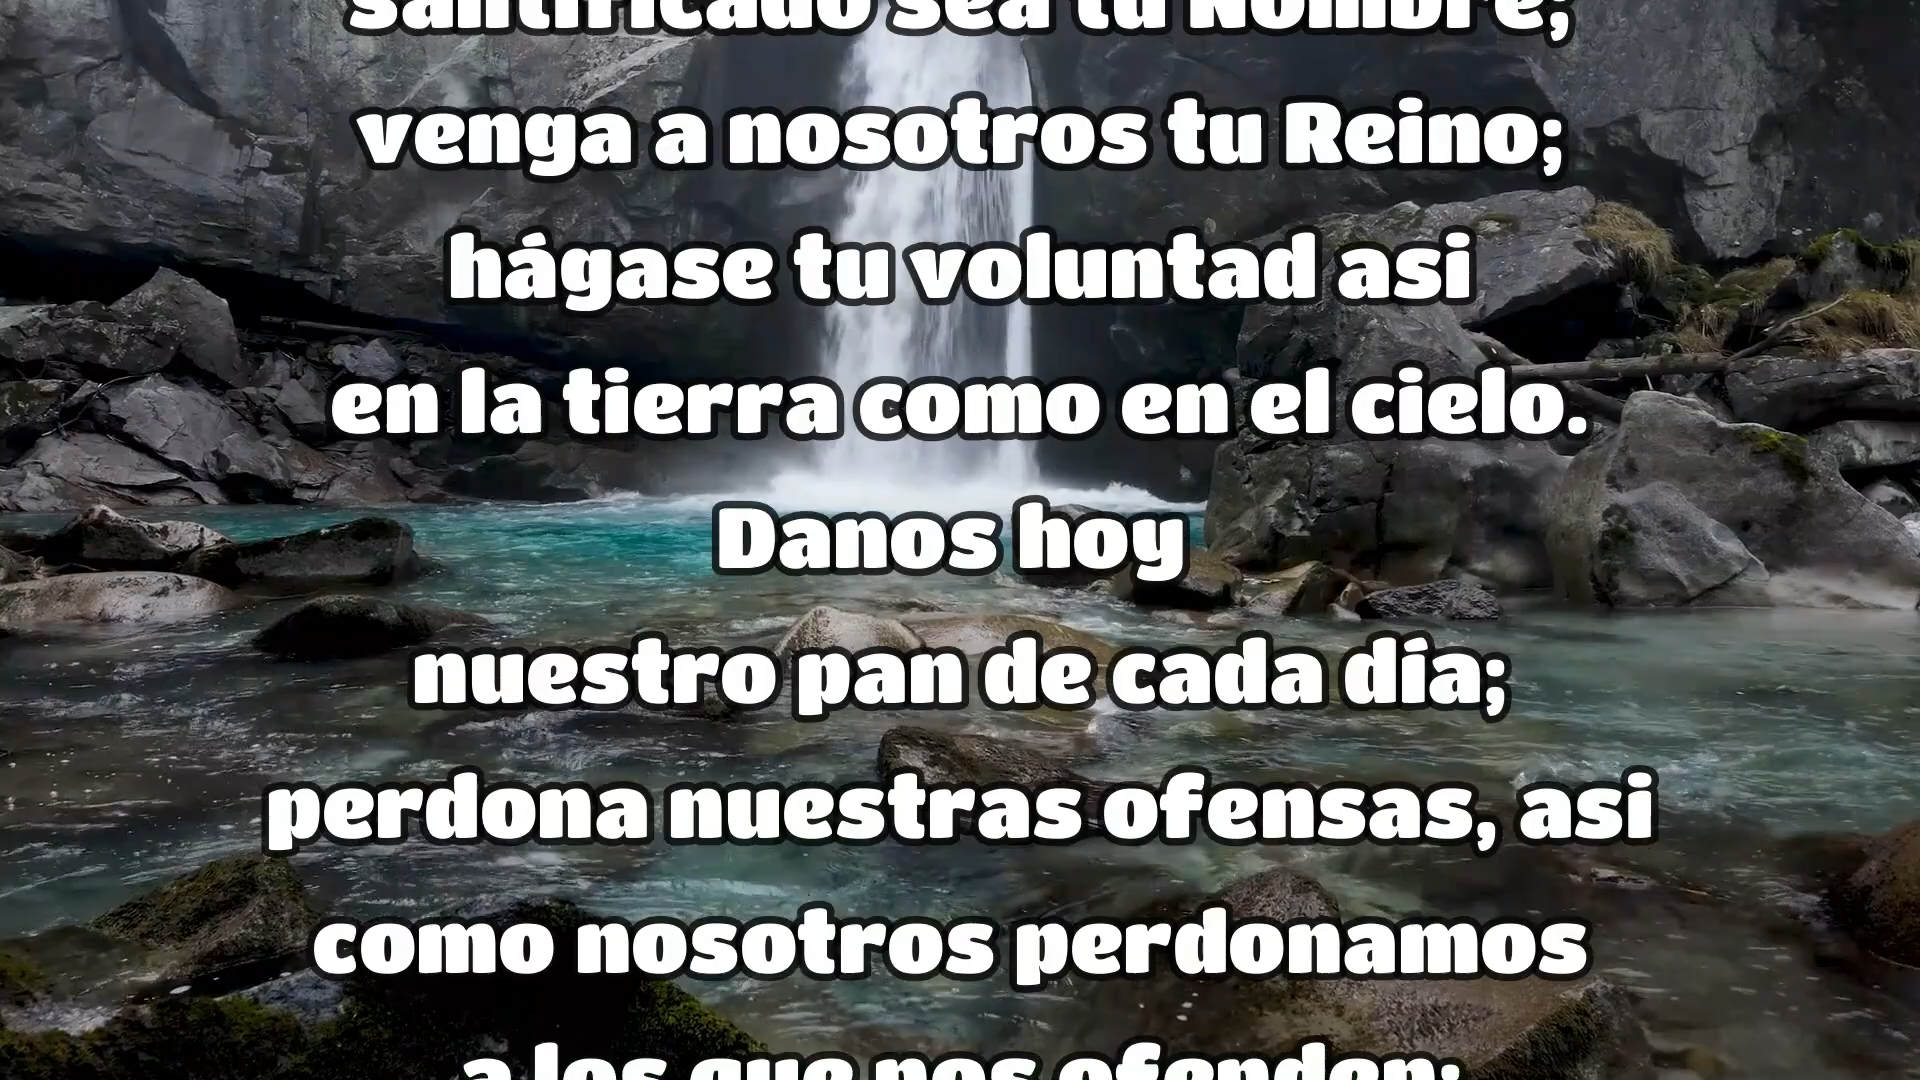 santificado sea tu Nombre;
venga a nosotros tu Reino;
hágase tu voluntad asi
en la tierra como en el cielo.
Danos hoy
nuestro pan de cada día;
perdona nuestras ofensas, asi
como nosotros perdonamos
a los que nos ofenden;